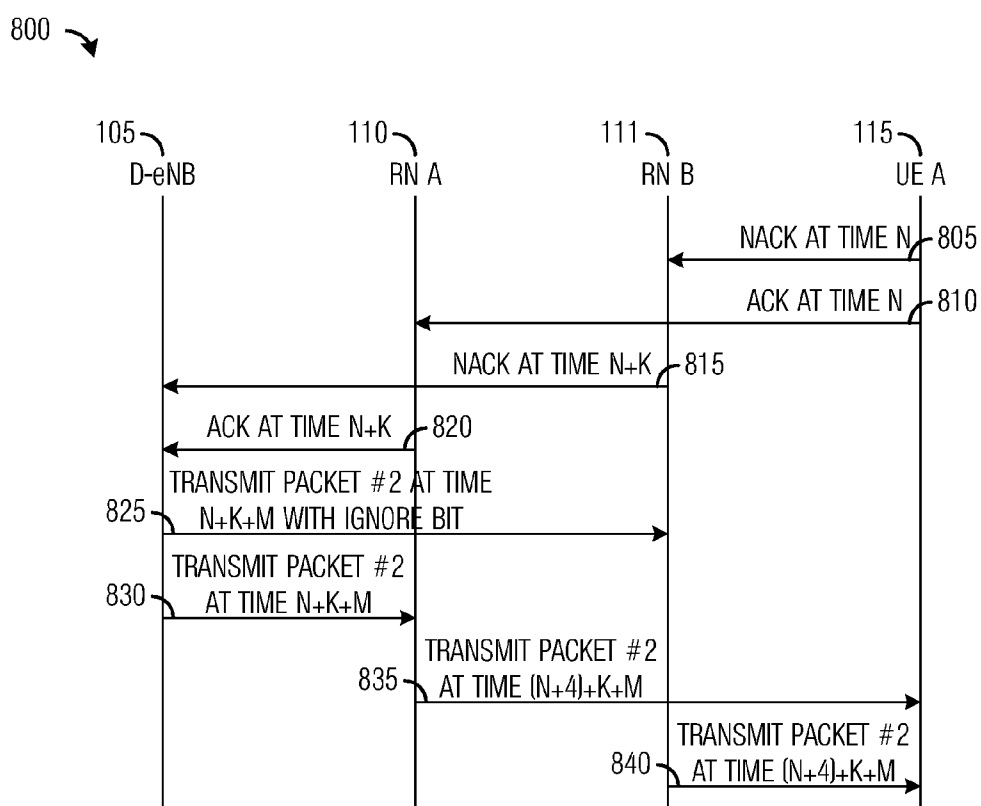 800
105
110
111
115
D-eNB
RN A
RN B
UE A
NACK AT TIME N
805
ACK AT TIME N
810
NACK AT TIME N+K
815
ACK AT TIME N+K
820
TRANSMIT PACKET #2 AT TIME
N+K+M WITH IGNORE BIT
825
TRANSMIT PACKET #2
AT TIME N+K+M
830
TRANSMIT PACKET #2
AT TIME (N+4)+K+M
835
TRANSMIT PACKET #2
AT TIME (N+4)+K+M
840